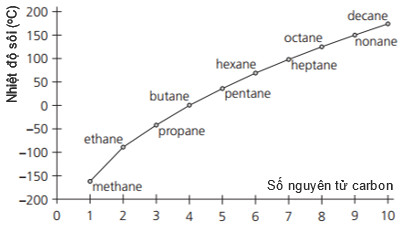 Nhiệt độ sôi (ºC)
200
150
100
50
0
−50
−100
−150
−200
methane
ethane
propane
butane
pentane
hexane
heptane
octane
nonane
decane
Số nguyên tử carbon
0 1 2 3 4 5 6 7 8 9 10